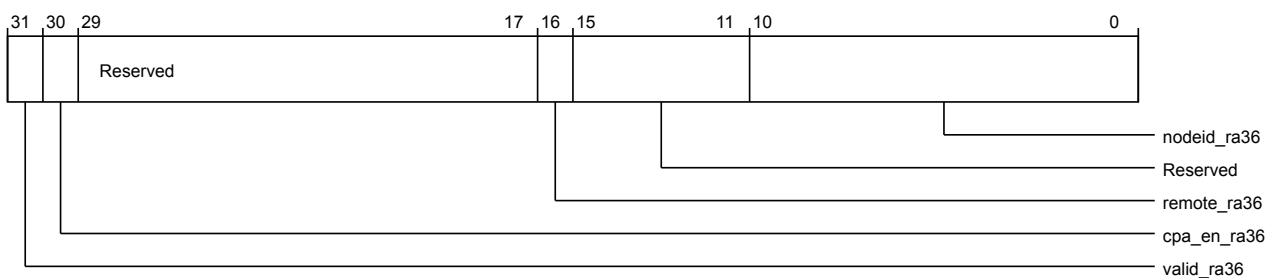 31 30 29 17 16 15 11 10 0
Reserved
nodeid_ra36
Reserved
remote_ra36
cpa_en_ra36
valid_ra36